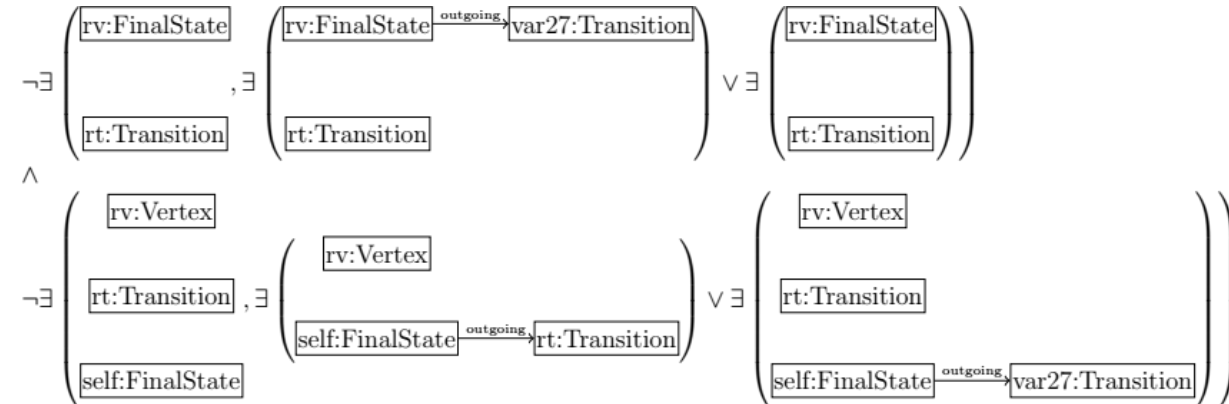 ¬∃ ( rv:FinalState rt:Transition , ∃ ( rv:FinalState outgoing var27:Transition rt:Transition ) ∨ ∃ ( rv:FinalState rt:Transition ) )
∧
¬∃ ( rv:Vertex rt:Transition self:FinalState , ∃ ( rv:Vertex self:FinalState outgoing rt:Transition ) ∨ ∃ ( rv:Vertex rt:Transition self:FinalState outgoing var27:Transition ) )